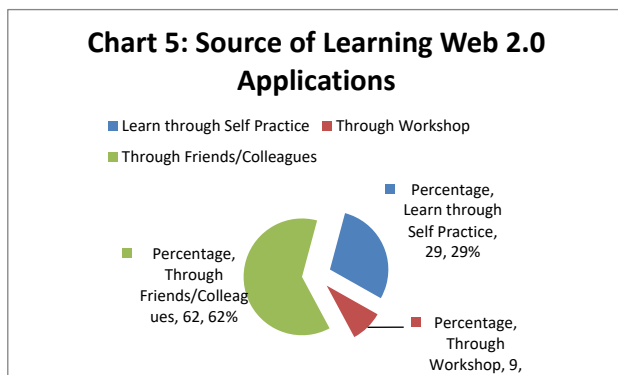 Chart 5: Source of Learning Web 2.0
Applications
Learn through Self Practice
Through Workshop
Through Friends/Colleagues
Percentage,
Learn through
Self Practice,
29, 29%
Percentage,
Through
Friends/Colleag
ues, 62, 62%
Percentage,
Through
Workshop, 9,